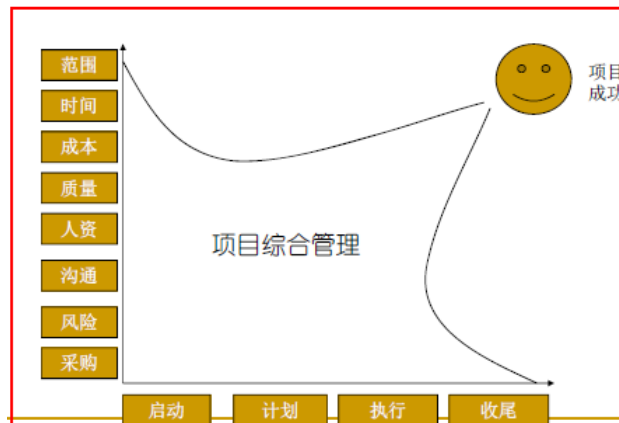 范围
项目
成功
时间
成本
质量
人资
项目综合管理
沟通
风险
采购
启动
计划
执行
收尾